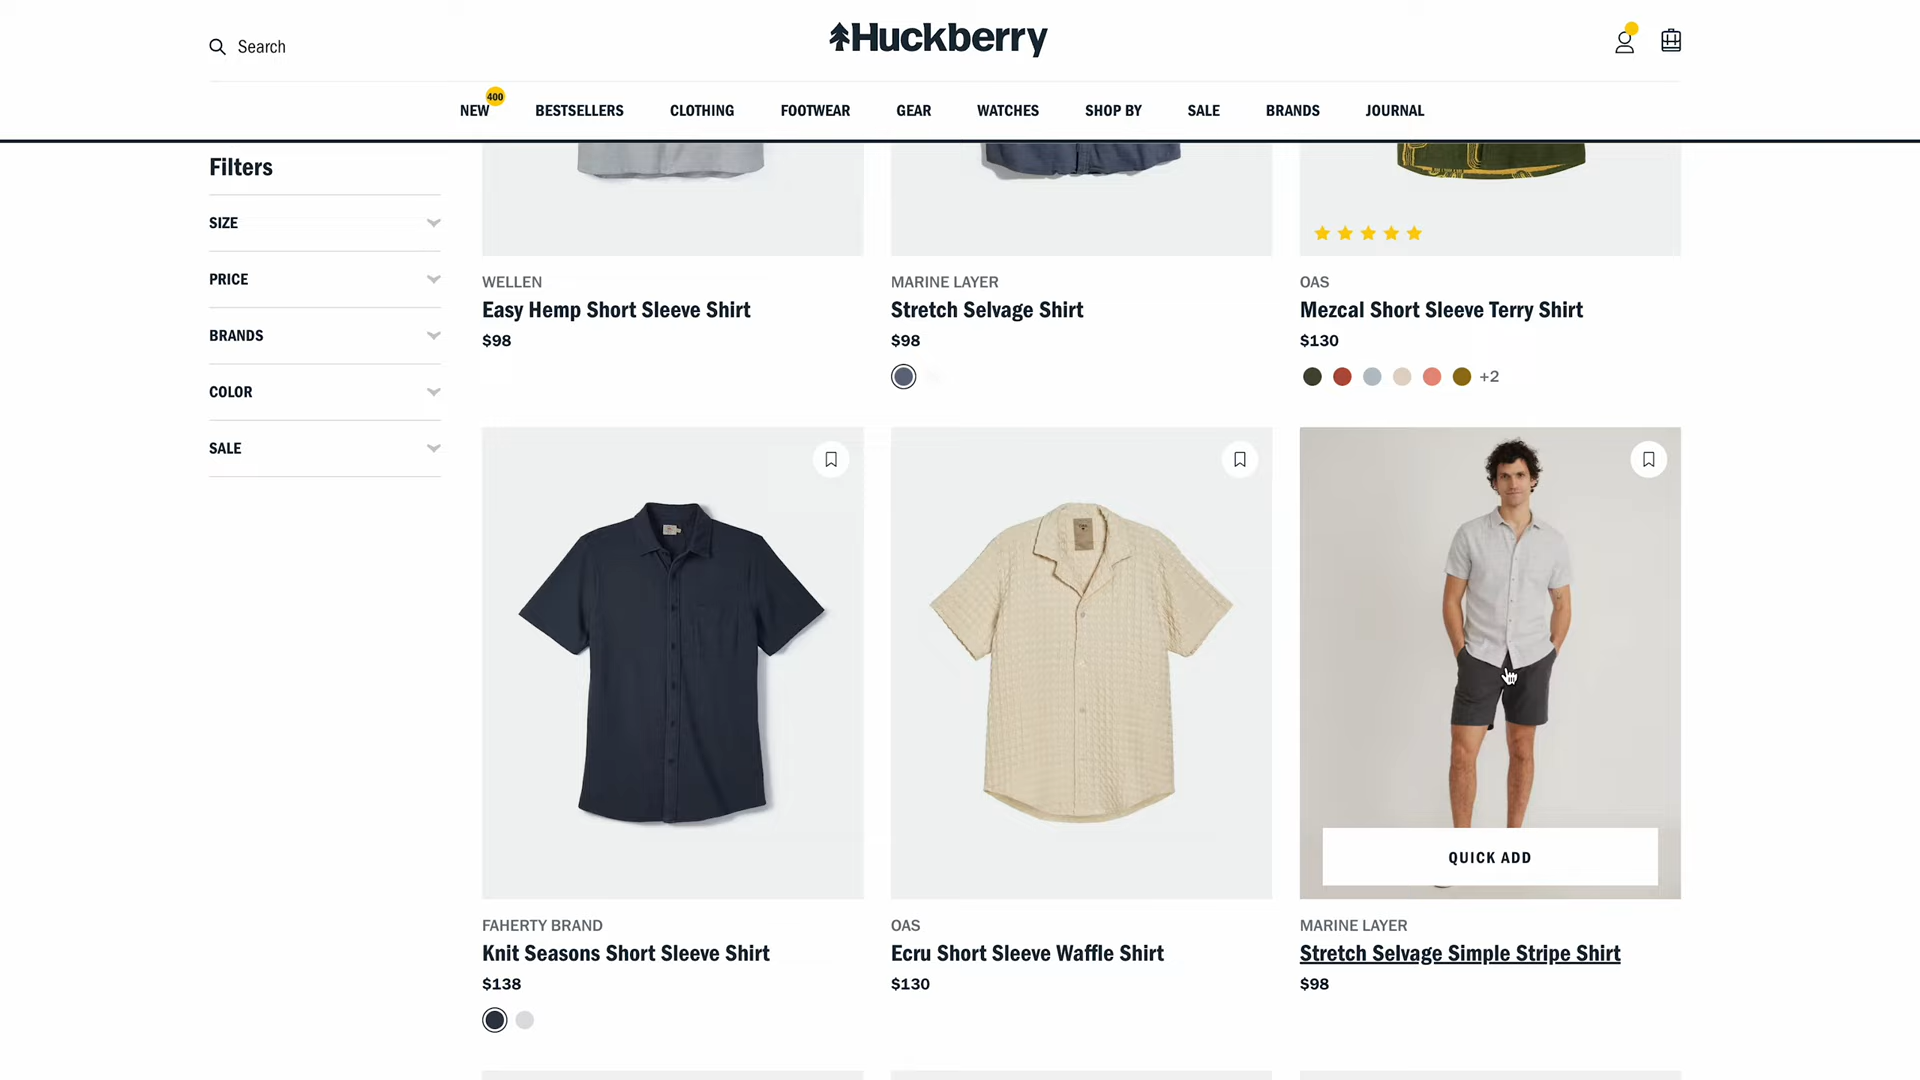 Search
Huckberry
NEW 400 BESTSELLERS CLOTHING FOOTWEAR GEAR WATCHES SHOP BY SALE BRANDS JOURNAL
Filters
SIZE
PRICE
BRANDS
COLOR
SALE
WELLEN
Easy Hemp Short Sleeve Shirt
$98
MARINE LAYER
Stretch Selvage Shirt
$98
OAS
Mezcal Short Sleeve Terry Shirt
$130
+2
FAHERTY BRAND
Knit Seasons Short Sleeve Shirt
$138
OAS
Ecru Short Sleeve Waffle Shirt
$130
QUICK ADD
MARINE LAYER
Stretch Selvage Simple Stripe Shirt
$98